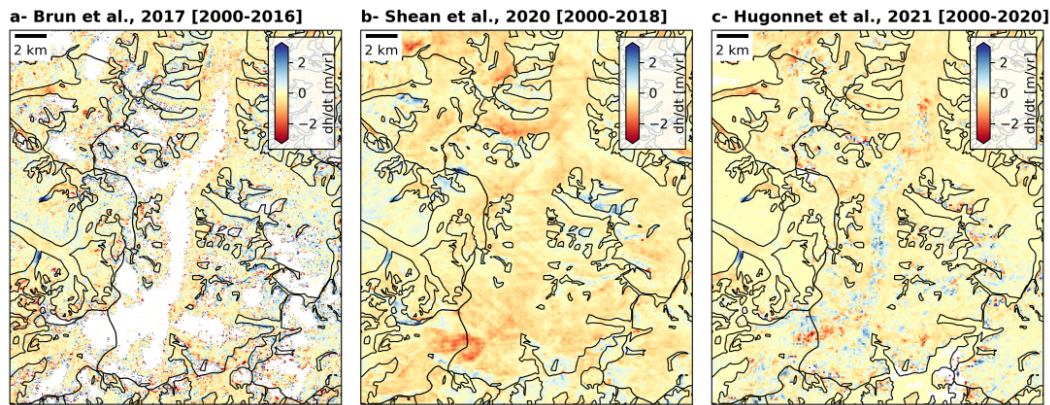 a- Brun et al., 2017 [2000-2016]
2 km
2
0
−2
dh/dt [m/yr]
b- Shean et al., 2020 [2000-2018]
2 km
2
0
−2
dh/dt [m/yr]
c- Hugonnet et al., 2021 [2000-2020]
2 km
2
0
−2
dh/dt [m/yr]